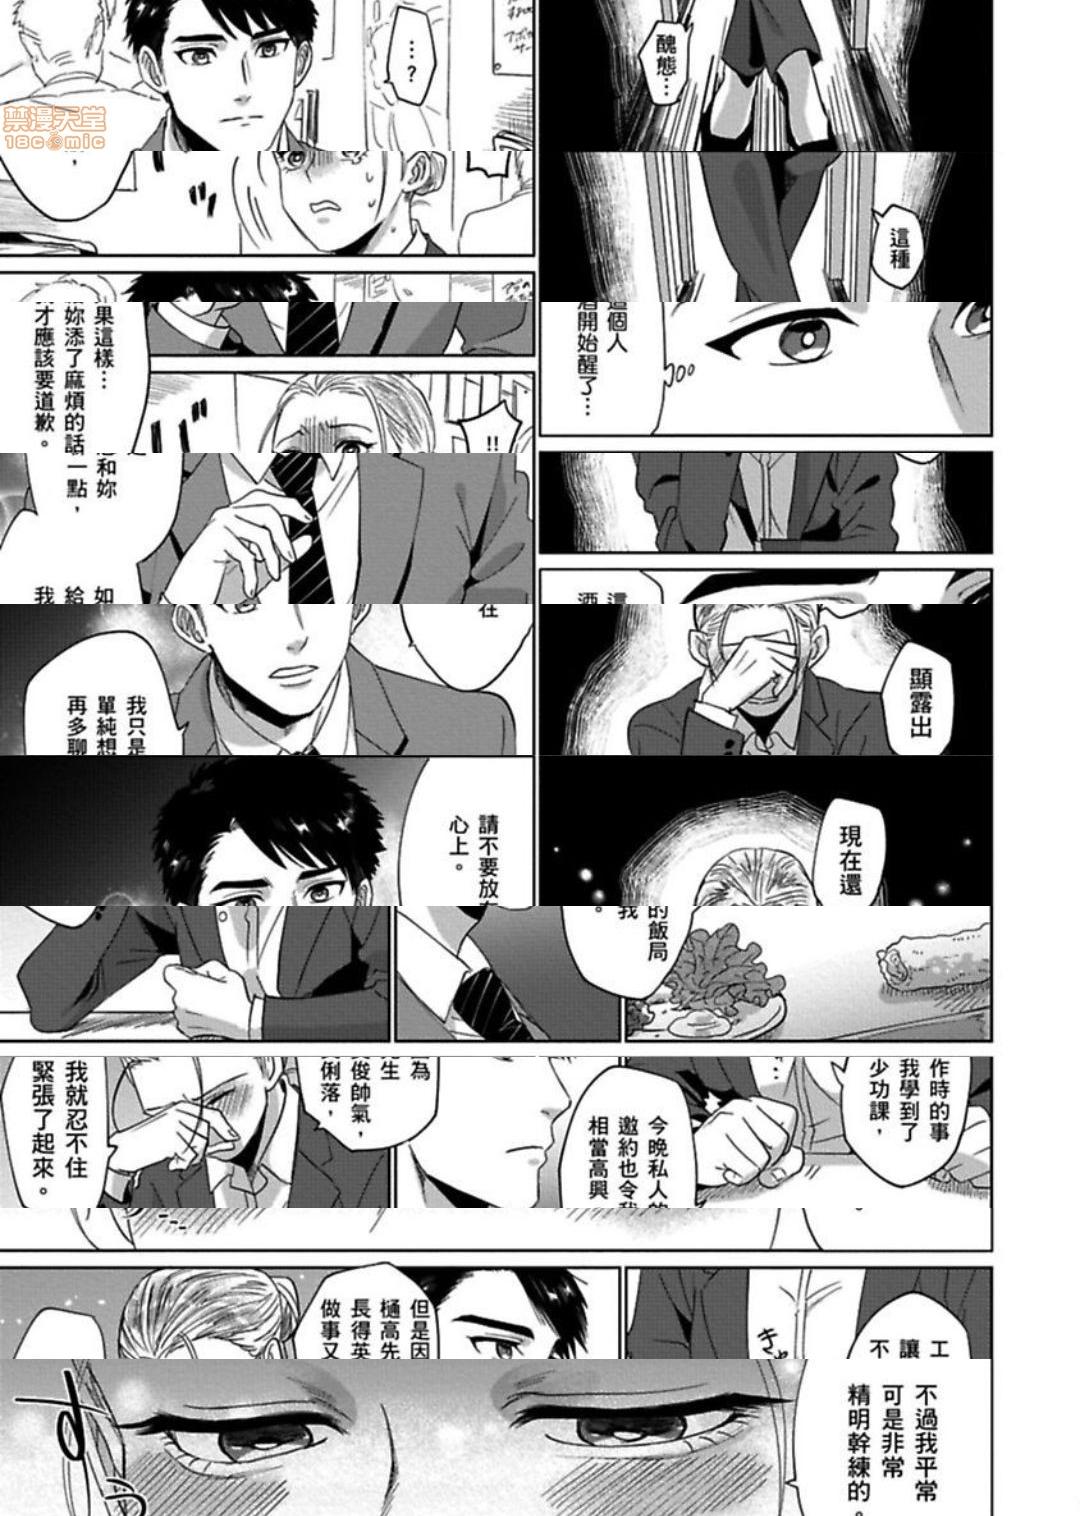 醜態…
…?
禁漫天堂
18comic
這種
!
個人
開始醒了…
!!
果這樣…
妳添了麻煩的話
才應該要道歉。
和妳
一點，
如
給
我
顯露出
在
我只是
單純想
再多聊
現在還
請不要放
心上。
的飯局
我
。
作時的事
我學到了
少功課，
今晚私人的
邀約也令我
相當高興
為
生
俊帥氣，
俐落，
我就忍不住
緊張了起來。
工
讓
不
但是因
樋高先
長得英
做事又
不過我平常
可是非常
精明幹練的。